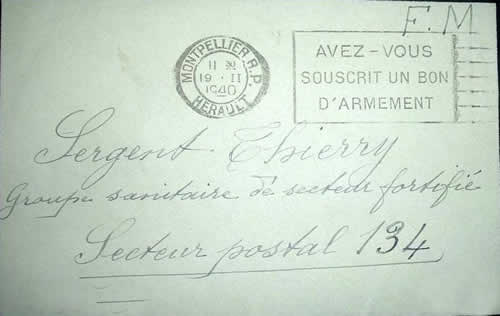 F.M
MONTPELLIER R.P.
11 H
19 - II
1940
HERAULT
AVEZ-VOUS
SOUSCRIT UN BON
D'ARMEMENT
Sergent Thierry
Groupe sanitaire de secteur fortifié
Secteur postal 134